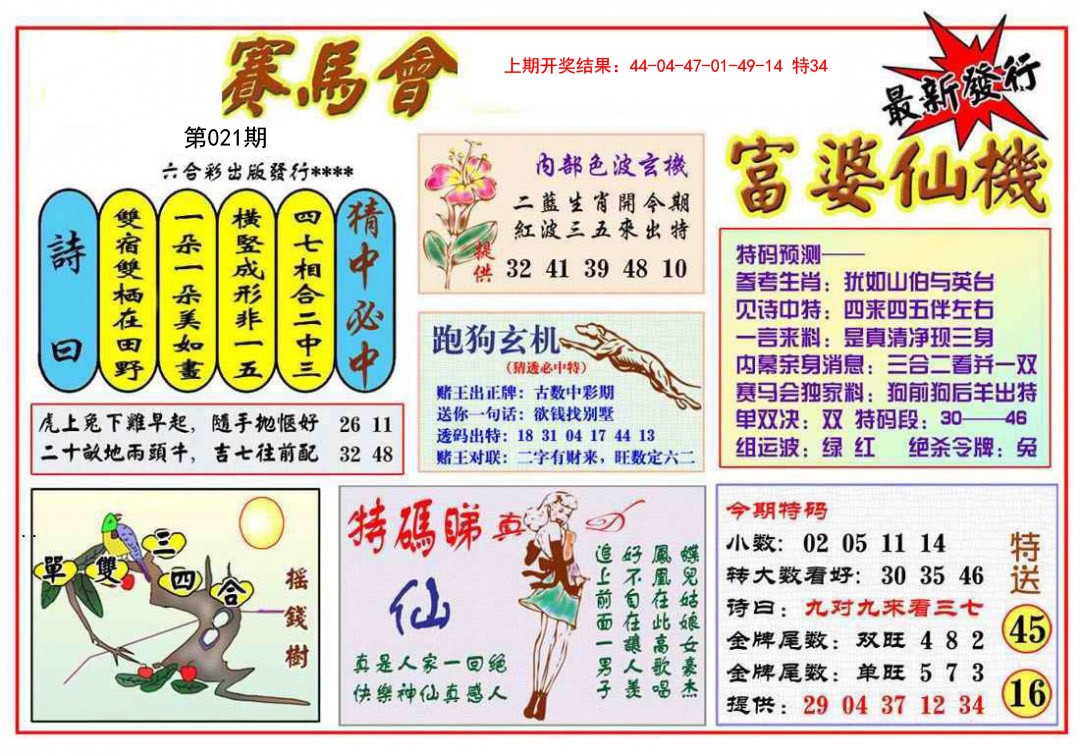 賽馬會
上期开奖结果：44-04-47-01-49-14 特34
最新發行
第021期
六合彩出版發行****
詩曰
雙宿雙栖在田野
一朵一朵美如畫
橫竪成形非一五
四七相合二中三
猜中必中
虎上兔下雞早起，隨手抛惬好 26 11
二十畝地兩頭牛，吉七往前配 32 48
内部色波玄機
二藍生肖開今期
紅波三五來出特
提供
32 41 39 48 10
跑狗玄机
（猜透必中特）
赌王出正牌：古数中彩期
送你一句话：欲钱找别墅
透码出特：18 31 04 17 44 13
赌王对联：二字有财来，旺数定六二
富婆仙機
特码预测——
参考生肖：犹如山伯与英台
见诗中特：四来四五伴左右
一言来料：是真清净现三身
内幕亲身消息：三合二看并一双
赛马会独家料：狗前狗后羊出特
单双决：双 特码段：30——46
组运波：绿 红 绝杀令牌：兔
單 雙 三 四 合
摇錢樹
特碼睇真D
仙
真是人家一回绝
快樂神仙真感人
蝶兒姑娘女豪杰
鳳凰在此高歌唱
好不自在讓人羡
追上前面一男子
今期特码
小数：02 05 11 14
转大数看好：30 35 46
诗曰：九对九来看三七
金牌尾数：双旺 4 8 2
金牌尾数：单旺 5 7 3
提供：29 04 37 12 34
特送
45
16